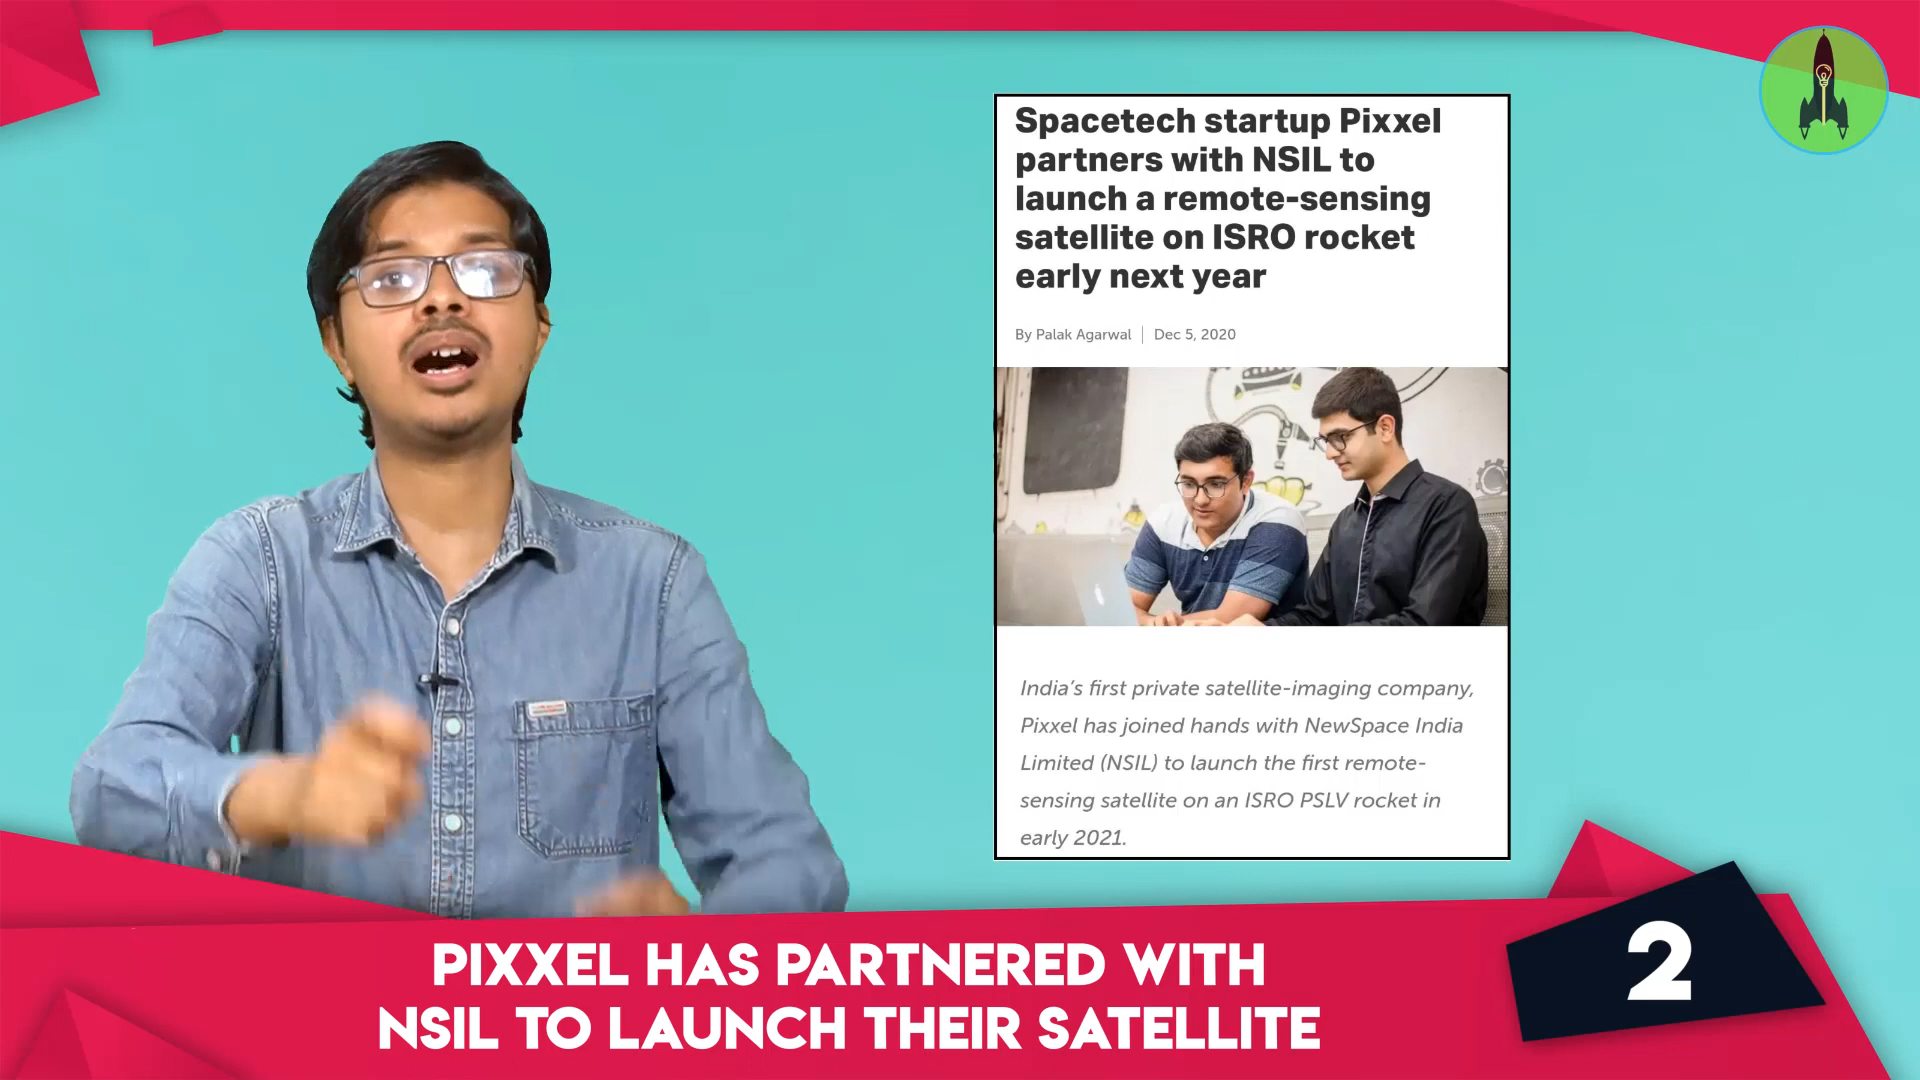 Spacetech startup Pixxel
partners with NSIL to
launch a remote-sensing
satellite on ISRO rocket
early next year
By Palak Agarwal | Dec 5, 2020
India's first private satellite-imaging company,
Pixxel has joined hands with NewSpace India
Limited (NSIL) to launch the first remote-
sensing satellite on an ISRO PSLV rocket in
early 2021.
PIXXEL HAS PARTNERED WITH
NSIL TO LAUNCH THEIR SATELLITE
2